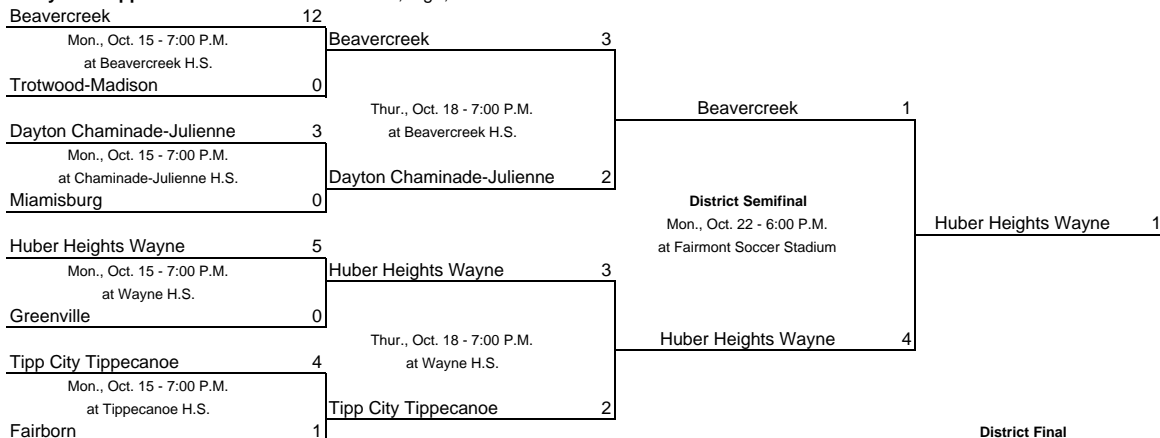 Beavercreek 12
Mon., Oct. 15 - 7:00 P.M.
at Beavercreek H.S.
Trotwood-Madison 0
Dayton Chaminade-Julienne 3
Mon., Oct. 15 - 7:00 P.M.
at Chaminade-Julienne H.S.
Miamisburg 0
Huber Heights Wayne 5
Mon., Oct. 15 - 7:00 P.M.
at Wayne H.S.
Greenville 0
Tipp City Tippecanoe 4
Mon., Oct. 15 - 7:00 P.M.
at Tippecanoe H.S.
Fairborn 1
Beavercreek 3
Thur., Oct. 18 - 7:00 P.M.
at Beavercreek H.S.
Dayton Chaminade-Julienne 2
Huber Heights Wayne 3
Thur., Oct. 18 - 7:00 P.M.
at Wayne H.S.
Tipp City Tippecanoe 2
Beavercreek 1
District Semifinal
Mon., Oct. 22 - 6:00 P.M.
at Fairmont Soccer Stadium
Huber Heights Wayne 4
Huber Heights Wayne 1
District Final